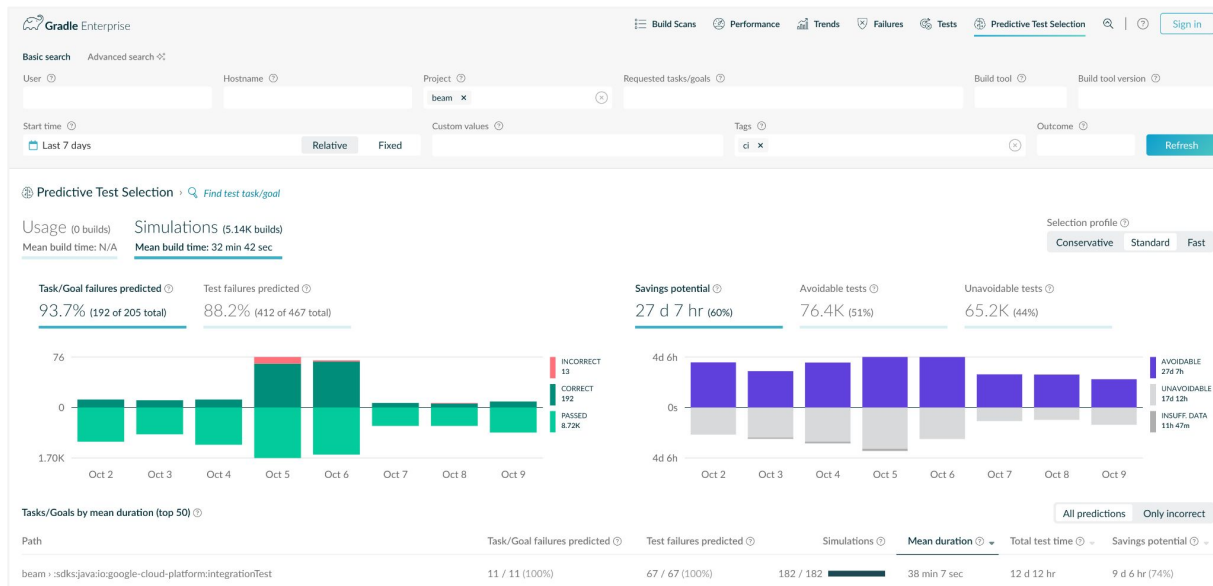 Gradle Enterprise
Build Scans Performance Trends Failures Tests Predictive Test Selection Sign in
Basic search Advanced search
User Hostname Project Requested tasks/goals Build tool Build tool version
beam ×
Start time Custom values Tags Outcome
Last 7 days Relative Fixed ci × Refresh
Predictive Test Selection › Find test task/goal
Usage (0 builds) Simulations (5.14K builds) Selection profile
Mean build time: N/A Mean build time: 32 min 42 sec Conservative Standard Fast
Task/Goal failures predicted Test failures predicted Savings potential Avoidable tests Unavoidable tests
93.7% (192 of 205 total) 88.2% (412 of 467 total) 27 d 7 hr (60%) 76.4K (51%) 65.2K (44%)
76 INCORRECT 13 4d 6h AVOIDABLE 27d 7h
CORRECT 192 UNAVOIDABLE 17d 12h
0 PASSED 8.72K 0s INSUFF. DATA 11h 47m
1.70K 4d 6h
Oct 2 Oct 3 Oct 4 Oct 5 Oct 6 Oct 7 Oct 8 Oct 9 Oct 2 Oct 3 Oct 4 Oct 5 Oct 6 Oct 7 Oct 8 Oct 9
Tasks/Goals by mean duration (top 50) All predictions Only incorrect
Path Task/Goal failures predicted Test failures predicted Simulations Mean duration Total test time Savings potential
beam › :sdks:java:io:google-cloud-platform:integrationTest 11 / 11 (100%) 67 / 67 (100%) 182 / 182 38 min 7 sec 12 d 12 hr 9 d 6 hr (74%)